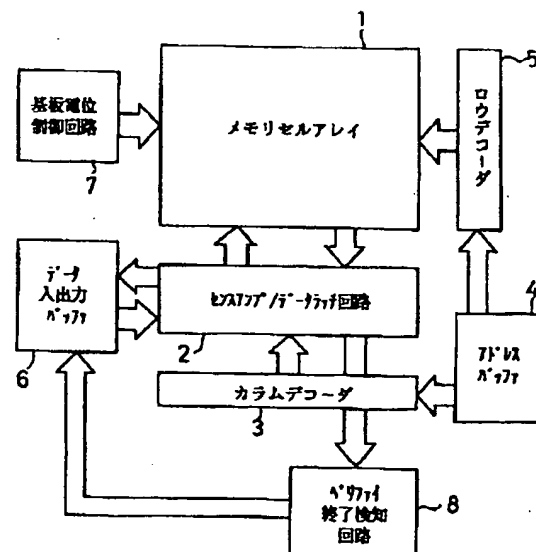 1
5
基板電位
制御回路
7
メモリセルアレイ
ロウデコーダ
データ
入出力
バッファ
6
センスアンプ/データラッチ回路
2
4
アドレス
バッファ
カラムデコーダ
3
ベリファイ
終了検知
回路
8